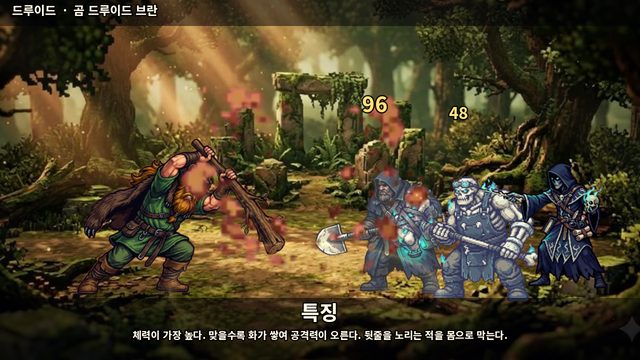 드루이드 · 곰 드루이드 브란
96
48
특징
체력이 가장 높다. 맞을수록 화가 쌓여 공격력이 오른다. 뒷줄을 노리는 적을 몸으로 막는다.